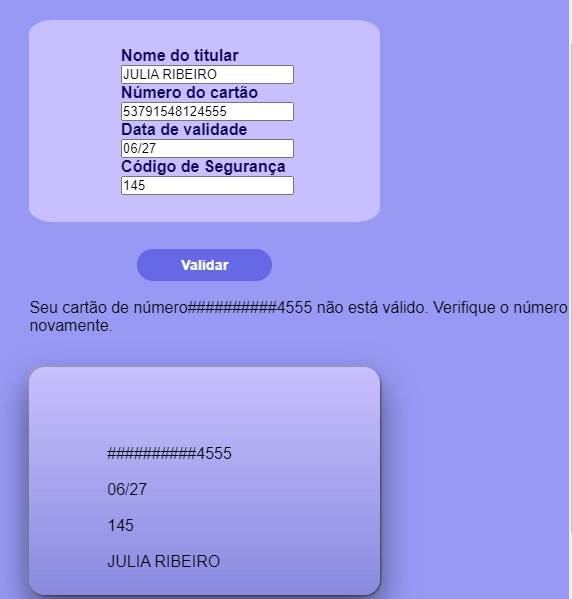 Nome do titular
JULIA RIBEIRO
Número do cartão
53791548124555
Data de validade
06/27
Código de Segurança
145
Validar
Seu cartão de número##########4555 não está válido. Verifique o número
novamente.
##########4555
06/27
145
JULIA RIBEIRO